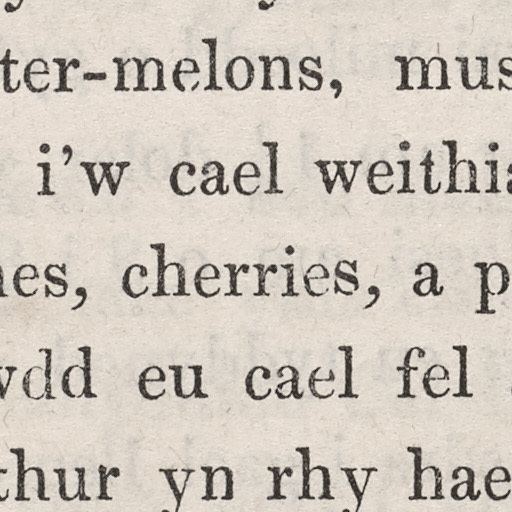 ter-melons, mus
i’w cael weithia
nes, cherries, a p
wdd eu cael fel
thur yn rhy hae